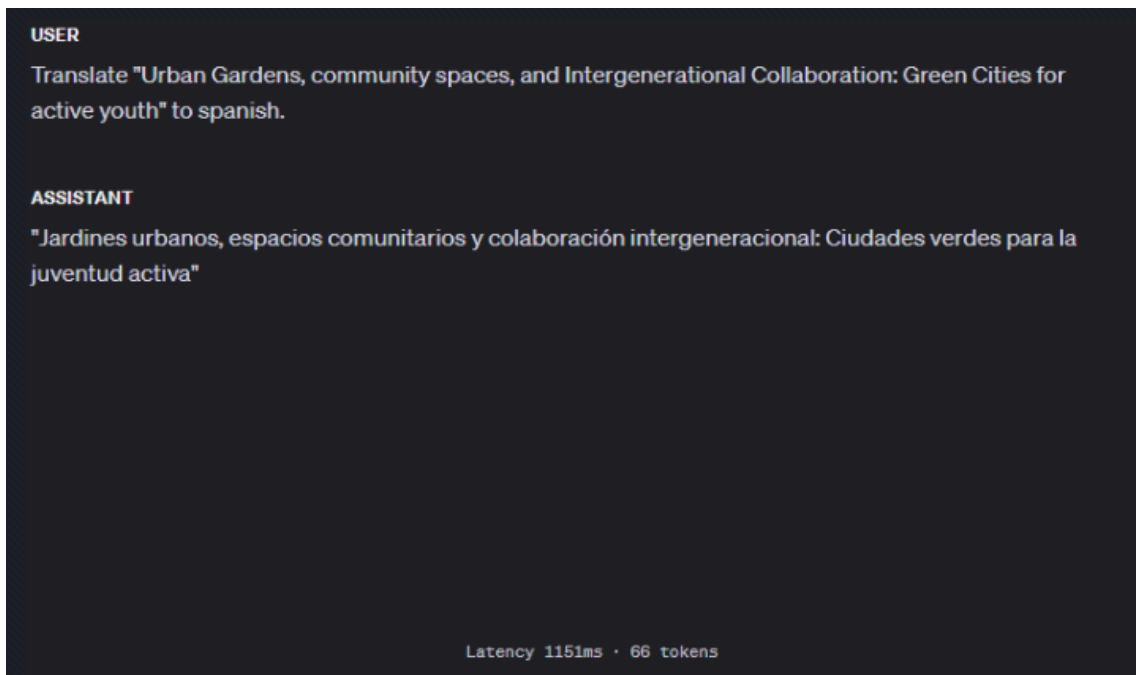 USER
Translate "Urban Gardens, community spaces, and Intergenerational Collaboration: Green Cities for
active youth" to spanish.
ASSISTANT
"Jardines urbanos, espacios comunitarios y colaboración intergeneracional: Ciudades verdes para la
juventud activa"
Latency 1151ms · 66 tokens